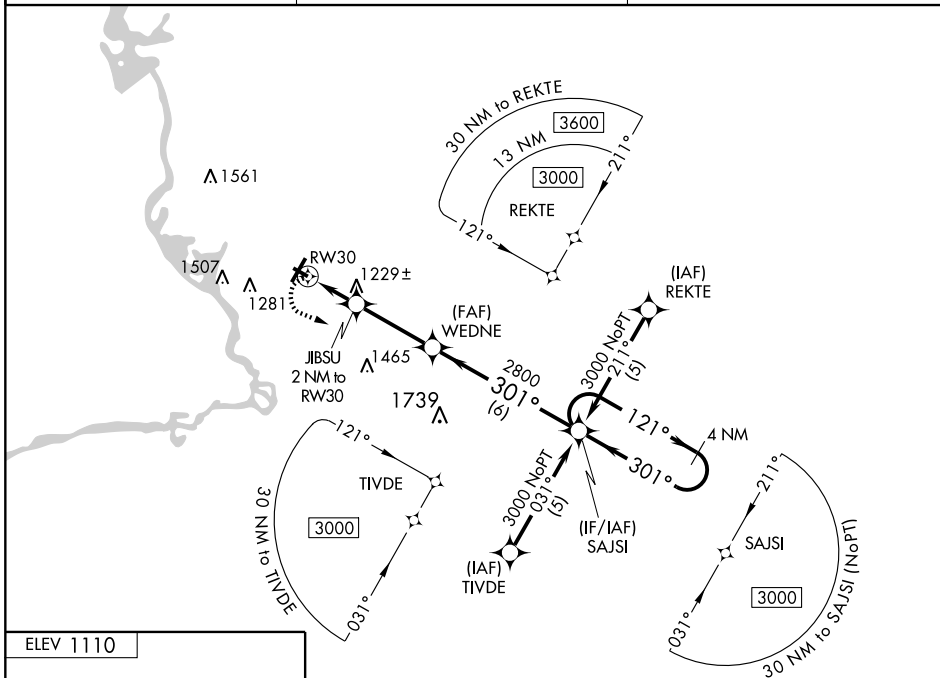 30 NM to REKTE
3600
13 NM
3000
211°
REKTE
121°
1561
RW30
1507
1281
1229±
(IAF)
REKTE
(FAF)
WEDNE
JIBSU
2 NM to
RW30
1465
1739
2800
301°
(6)
3000 NoPT
211°
(5)
121°
4 NM
301°
121°
TIVDE
3000
30 NM to TIVDE
031°
3000 NoPT
031°
(5)
(IF/IAF)
SAJSI
(IAF)
TIVDE
211°
SAJSI
3000
031°
30 NM to SAJSI (NoPT)
ELEV 1110